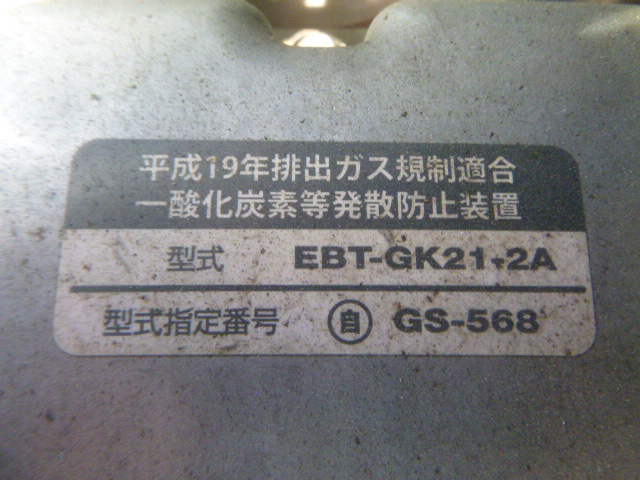 平成19年排出ガス規制適合
一酸化炭素等発散防止装置
型式 EBT-GK21-2A
型式指定番号 自 GS-568